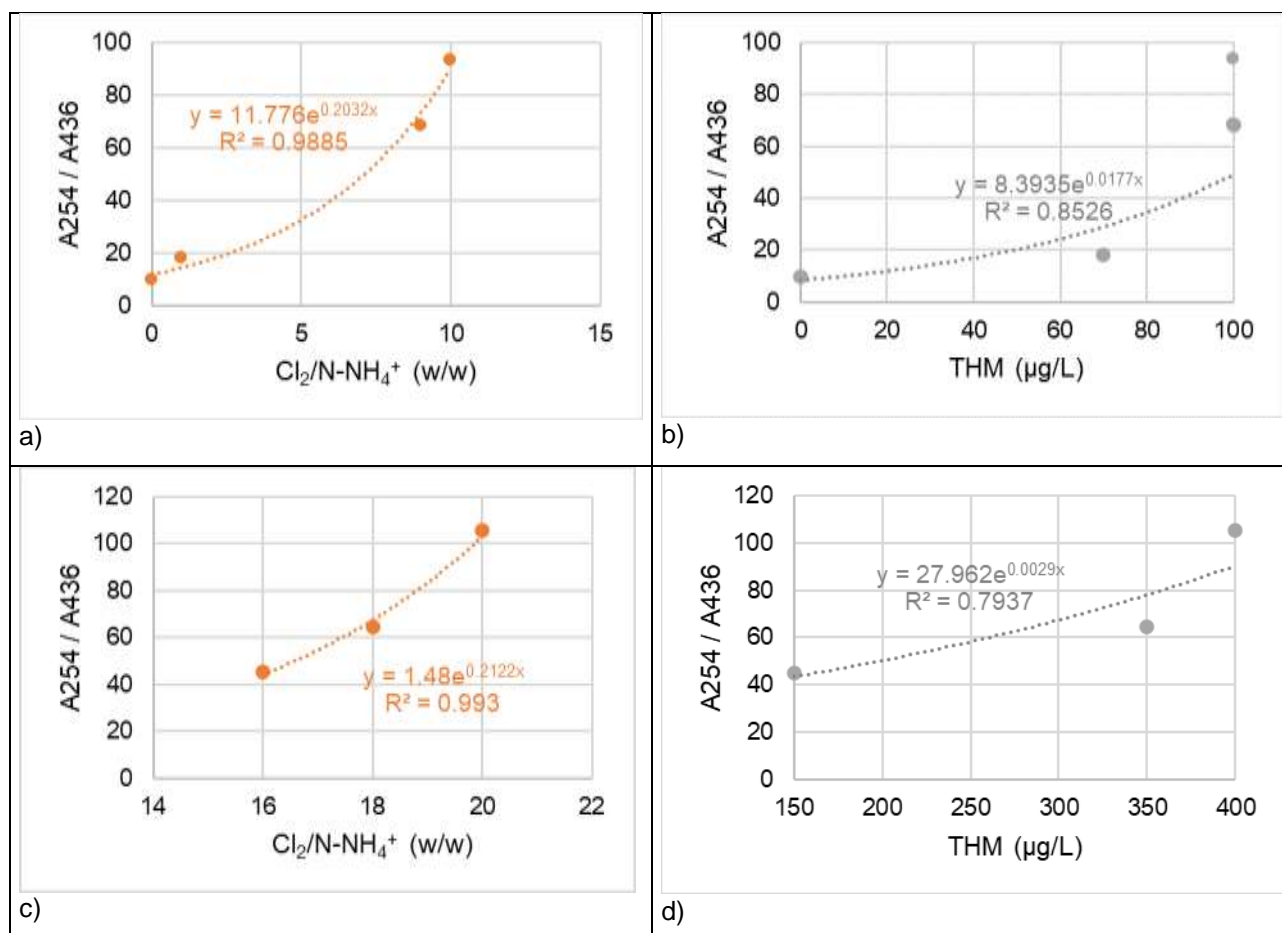 100
80
60
40
20
0
A254 / A436
y = 11.776e^0.2032x
R² = 0.9885
0 5 10 15
Cl₂/N-NH₄⁺ (w/w)
a)
100
80
60
40
20
0
A254 / A436
y = 8.3935e^0.0177x
R² = 0.8526
0 20 40 60 80 100
THM (µg/L)
b)
120
100
80
60
40
20
0
A254 / A436
y = 1.48e^0.2122x
R² = 0.993
14 16 18 20 22
Cl₂/N-NH₄⁺ (w/w)
c)
120
100
80
60
40
20
0
A254 / A436
y = 27.962e^0.0029x
R² = 0.7937
150 200 250 300 350 400
THM (µg/L)
d)